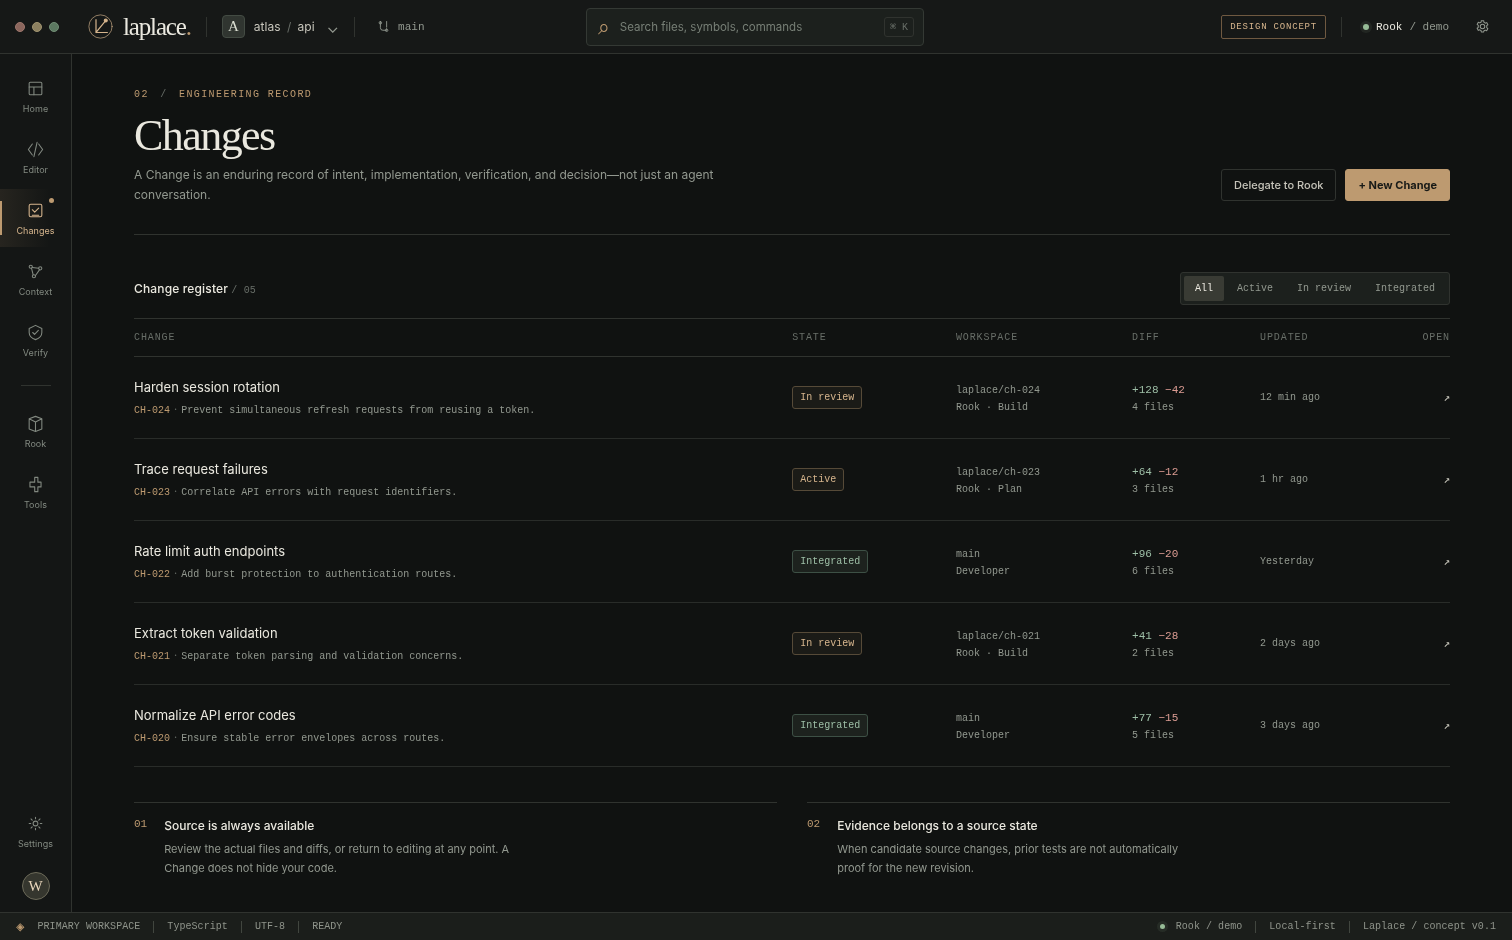 laplace.
A atlas / api
main
Search files, symbols, commands
⌘ K
DESIGN CONCEPT
Rook / demo
Home
Editor
Changes
Context
Verify
Rook
Tools
Settings
W
02 / ENGINEERING RECORD
Changes
A Change is an enduring record of intent, implementation, verification, and decision—not just an agent
conversation.
Delegate to Rook
+ New Change
Change register / 05
All Active In review Integrated
CHANGE STATE WORKSPACE DIFF UPDATED OPEN
Harden session rotation
CH-024 · Prevent simultaneous refresh requests from reusing a token.
In review
laplace/ch-024
Rook · Build
+128 −42
4 files
12 min ago
↗
Trace request failures
CH-023 · Correlate API errors with request identifiers.
Active
laplace/ch-023
Rook · Plan
+64 −12
3 files
1 hr ago
↗
Rate limit auth endpoints
CH-022 · Add burst protection to authentication routes.
Integrated
main
Developer
+96 −20
6 files
Yesterday
↗
Extract token validation
CH-021 · Separate token parsing and validation concerns.
In review
laplace/ch-021
Rook · Build
+41 −28
2 files
2 days ago
↗
Normalize API error codes
CH-020 · Ensure stable error envelopes across routes.
Integrated
main
Developer
+77 −15
5 files
3 days ago
↗
01 Source is always available
Review the actual files and diffs, or return to editing at any point. A
Change does not hide your code.
02 Evidence belongs to a source state
When candidate source changes, prior tests are not automatically
proof for the new revision.
◈ PRIMARY WORKSPACE TypeScript UTF-8 READY
Rook / demo Local-first Laplace / concept v0.1